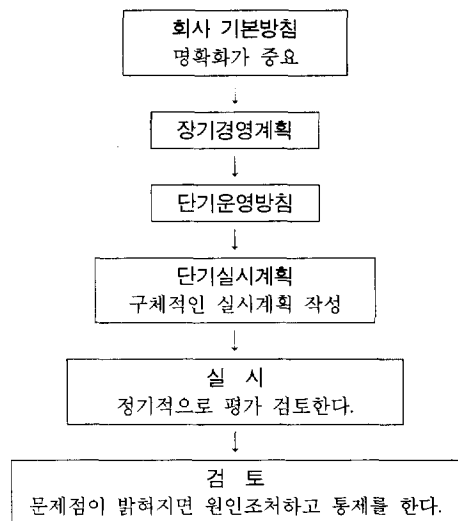 회사 기본방침
명확화가 중요
↓
장기경영계획
↓
단기운영방침
↓
단기실시계획
구체적인 실시계획 작성
↓
실 시
정기적으로 평가 검토한다.
↓
검 토
문제점이 밝혀지면 원인조처하고 통제를 한다.